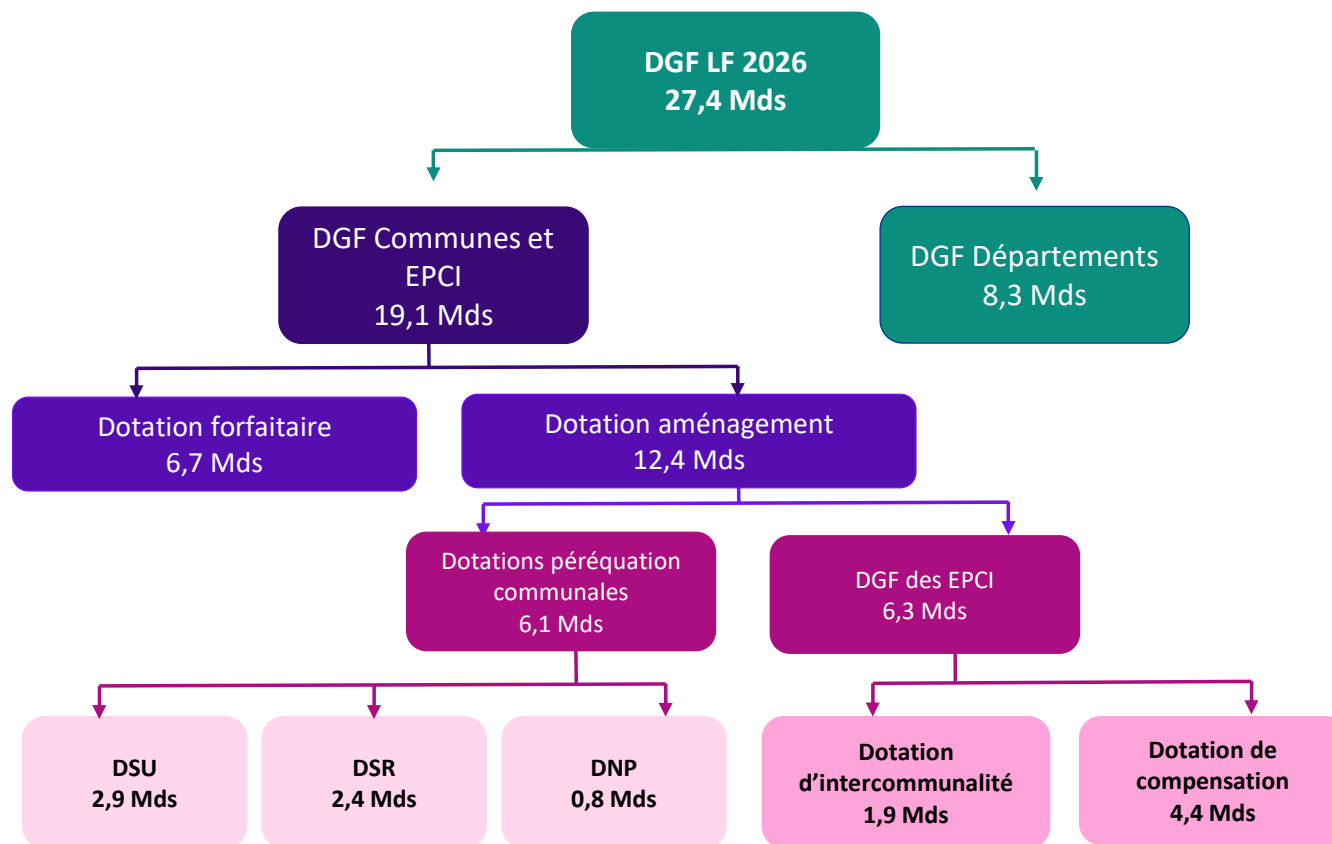 DGF LF 2026
27,4 Mds
DGF Communes et
EPCI
19,1 Mds
DGF Départements
8,3 Mds
Dotation forfaitaire
6,7 Mds
Dotation aménagement
12,4 Mds
Dotations péréquation
communales
6,1 Mds
DGF des EPCI
6,3 Mds
DSU
2,9 Mds
DSR
2,4 Mds
DNP
0,8 Mds
Dotation
d’intercommunalité
1,9 Mds
Dotation de
compensation
4,4 Mds